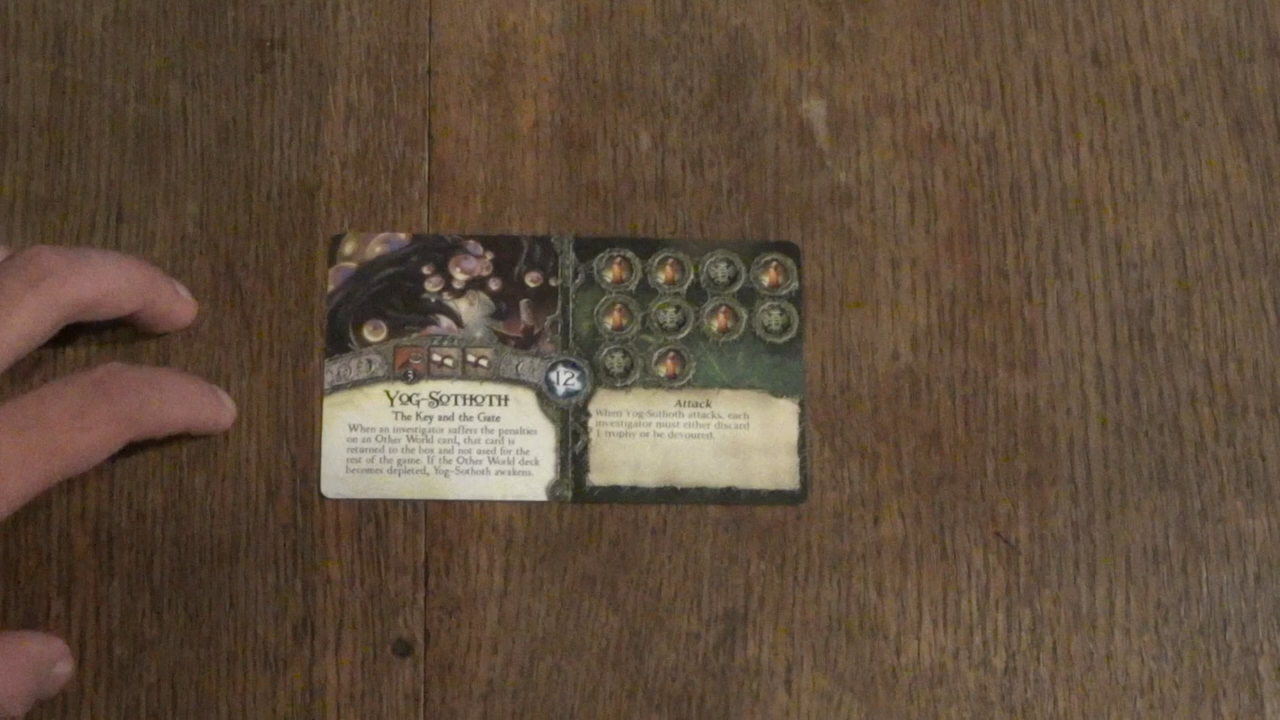 3
12
YOG-SOTHOTH
The Key and the Gate
When an investigator suffers the penalties
on an Other World card, that card is
returned to the box and not used for the
rest of the game. If the Other World deck
becomes depleted, Yog-Sothoth awakens.
Attack
When Yog-Sothoth attacks, each
investigator must either discard
1 trophy or be devoured.